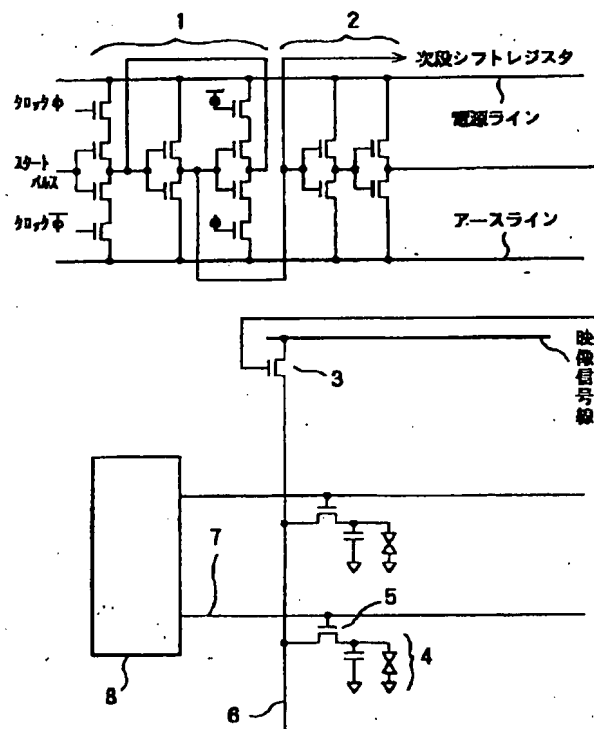 1
2
次段シフトレジスタ
クロックΦ
Φ̅
電源ライン
スタート
パルス
クロックΦ̅
Φ
アースライン
映像信号線
3
7
5
4
8
6